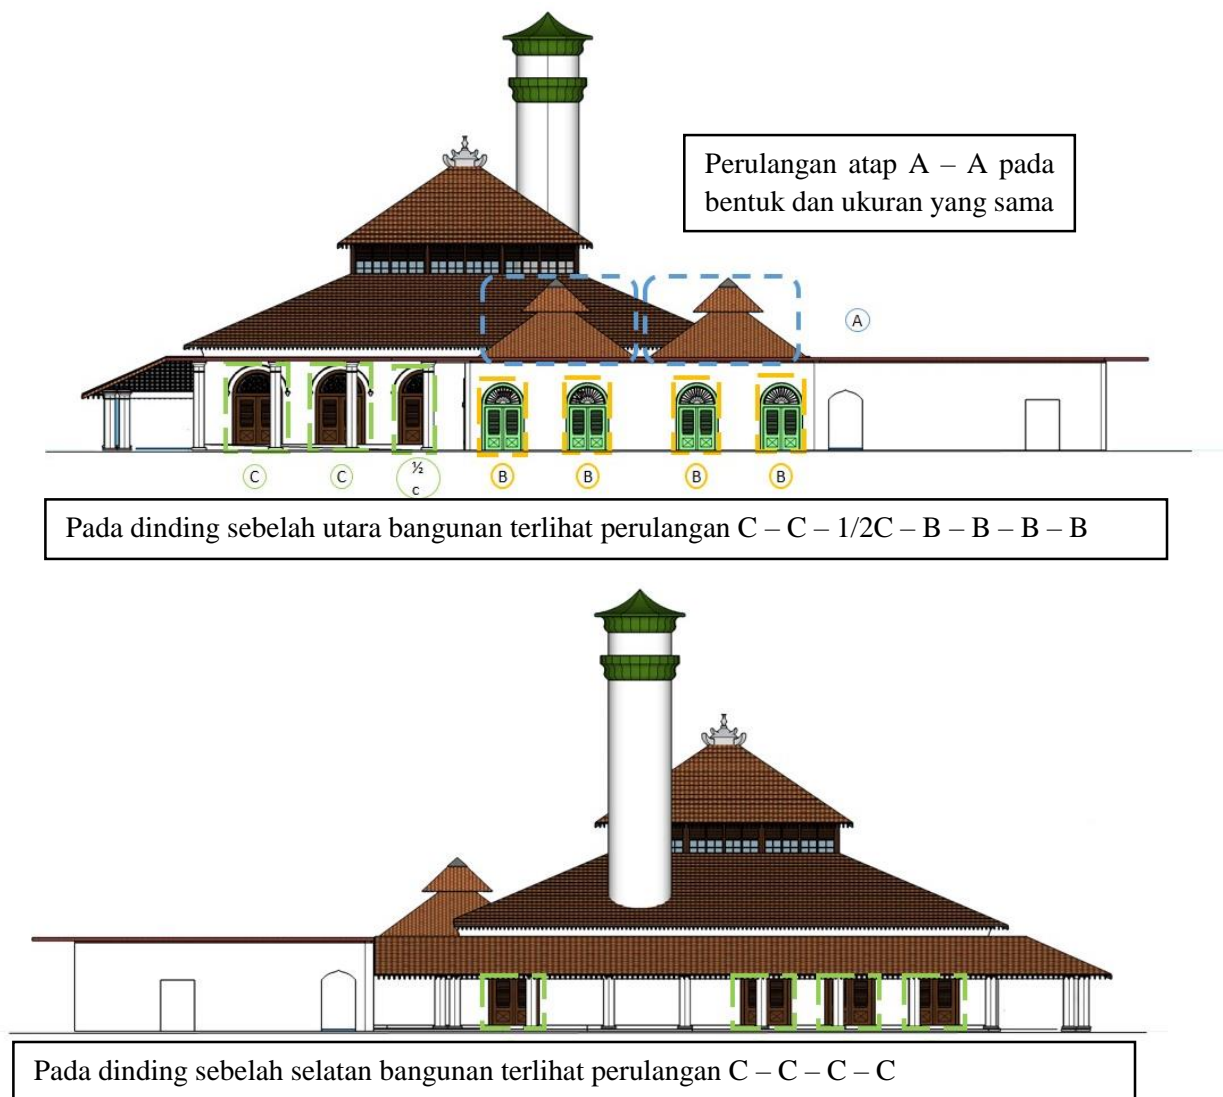 Perulangan atap A – A pada
bentuk dan ukuran yang sama
A
C
C
½
c
B
B
B
B
Pada dinding sebelah utara bangunan terlihat perulangan C – C – 1/2C – B – B – B – B
Pada dinding sebelah selatan bangunan terlihat perulangan C – C – C – C